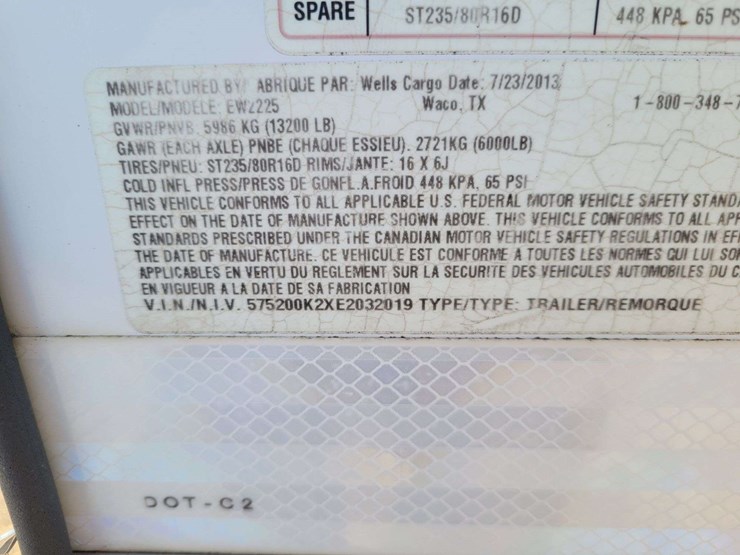 SPARE ST235/80R16D 448 KPA 65 PS
MANUFACTURED BY/ ABRIQUE PAR: Wells Cargo Date: 7/23/2013
MODEL/MODELE: EW2225 Waco, TX 1-800-348-7
GVWR/PNVB. 5986 KG (13200 LB)
GAWR (EACH AXLE) PNBE (CHAQUE ESSIEU). 2721KG (6000LB)
TIRES/PNEU: ST235/80R16D RIMS/JANTE: 16 X 6J
COLD INFL PRESS/PRESS DE GONFL.A.FROID 448 KPA, 65 PSI
THIS VEHICLE CONFORMS TO ALL APPLICABLE U.S. FEDERAL MOTOR VEHICLE SAFETY STANDA
EFFECT ON THE DATE OF MANUFACTURE SHOWN ABOVE. THIS VEHICLE CONFORMS TO ALL APP
STANDARDS PRESCRIBED UNDER THE CANADIAN MOTOR VEHICLE SAFETY REGULATIONS IN EFF
THE DATE OF MANUFACTURE. CE VEHICULE EST CONFORME A TOUTES LES NORMES QUI LUI SON
APPLICABLES EN VERTU DU REGLEMENT SUR LA SECURITE DES VEHICULES AUTOMOBILES DU C
EN VIGUEUR A LA DATE DE SA FABRICATION
V.I.N./N.I.V. 575200K2XE2032019 TYPE/TYPE: TRAILER/REMORQUE
DOT-C2